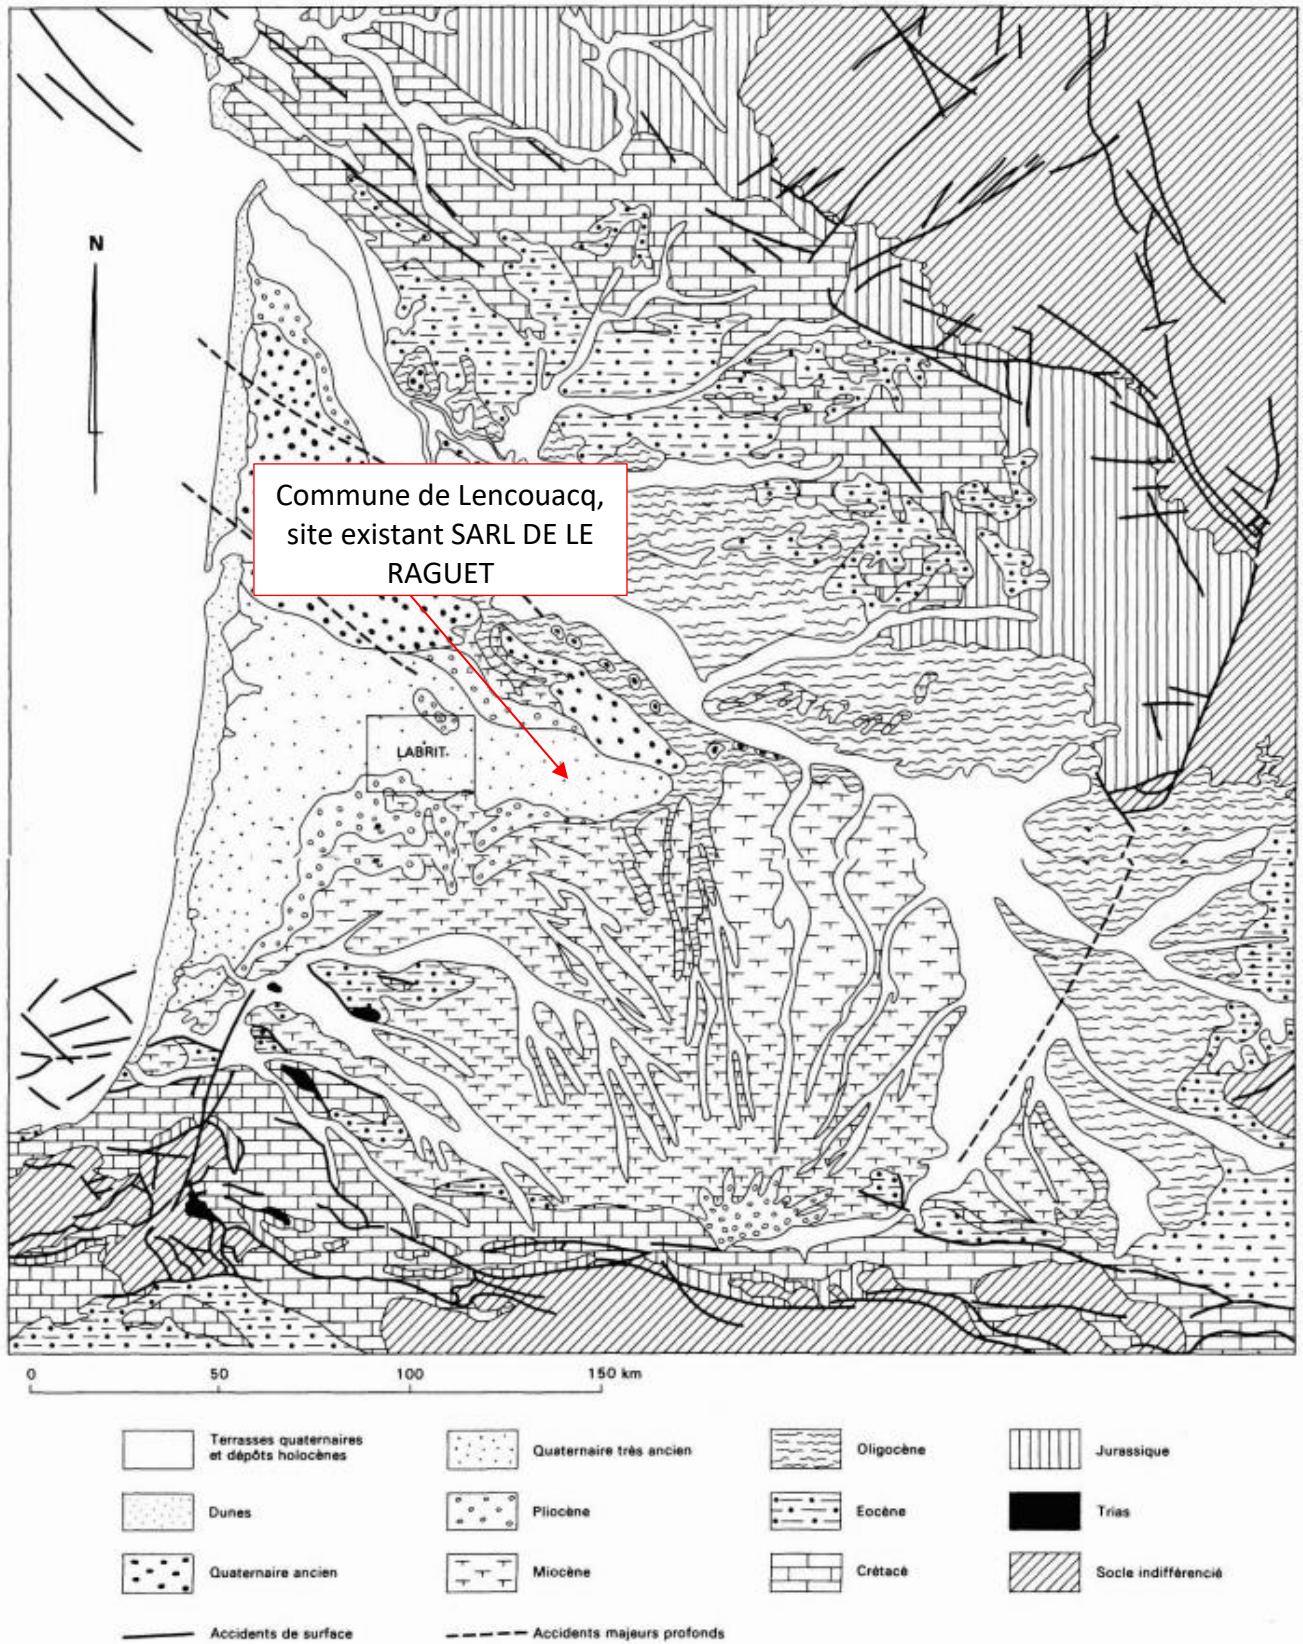 N
Commune de Lencouacq,
site existant SARL DE LE
RAGUET
LABRIT
0 50 100 150 km
Terrasses quaternaires
et dépôts holocènes
Quaternaire très ancien
Oligocène
Jurassique
Dunes
Pliocène
Eocène
Trias
Quaternaire ancien
Miocène
Crétacé
Socle indifférencié
Accidents de surface
Accidents majeurs profonds